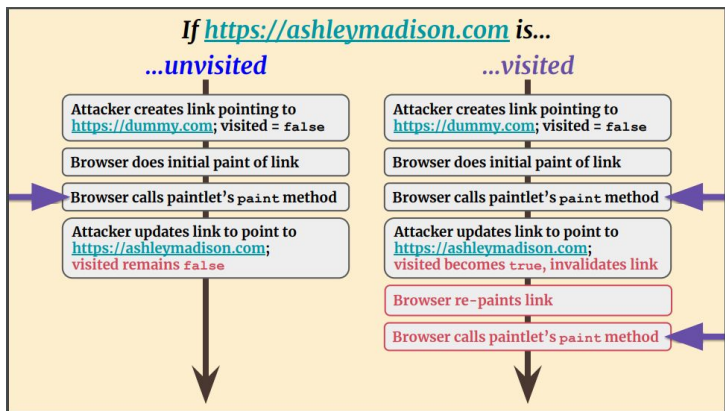 If https://ashleymadison.com is...
...unvisited
Attacker creates link pointing to
https://dummy.com; visited = false
Browser does initial paint of link
Browser calls paintlet's paint method
Attacker updates link to point to
https://ashleymadison.com;
visited remains false
...visited
Attacker creates link pointing to
https://dummy.com; visited = false
Browser does initial paint of link
Browser calls paintlet's paint method
Attacker updates link to point to
https://ashleymadison.com;
visited becomes true, invalidates link
Browser re-paints link
Browser calls paintlet's paint method